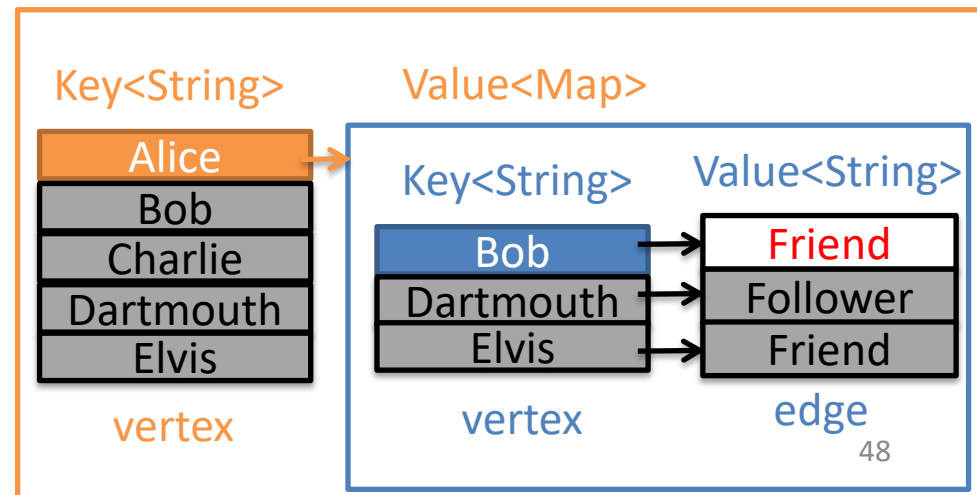 Key<String>
Value<Map>
Alice
Bob
Charlie
Dartmouth
Elvis
vertex
Key<String>
Value<String>
Bob
Friend
Dartmouth
Follower
Elvis
Friend
vertex
edge
48